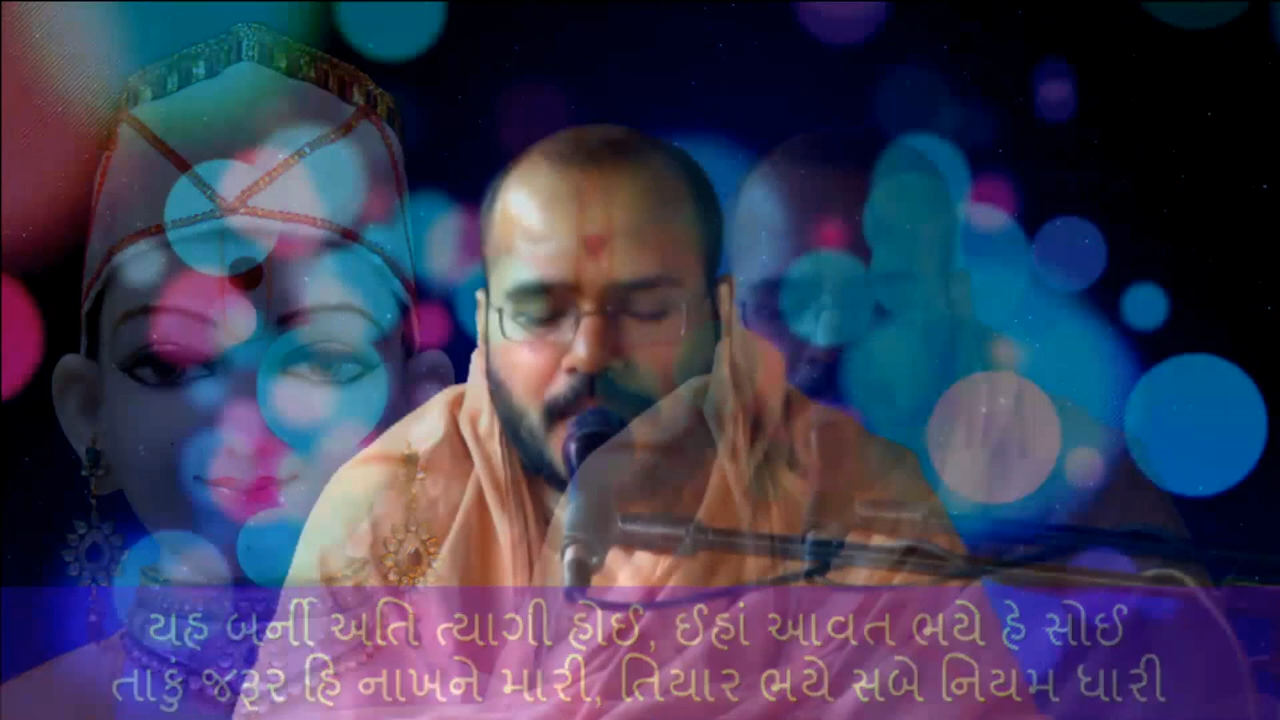 યહ બર્ની અતિ ત્યાગી હોઈ, ઈહાં આવત ભયે હે સોઈ
તાકું જરૂર હિ નાખને મારી, તિયાર ભયે સબે નિયમ ધારી